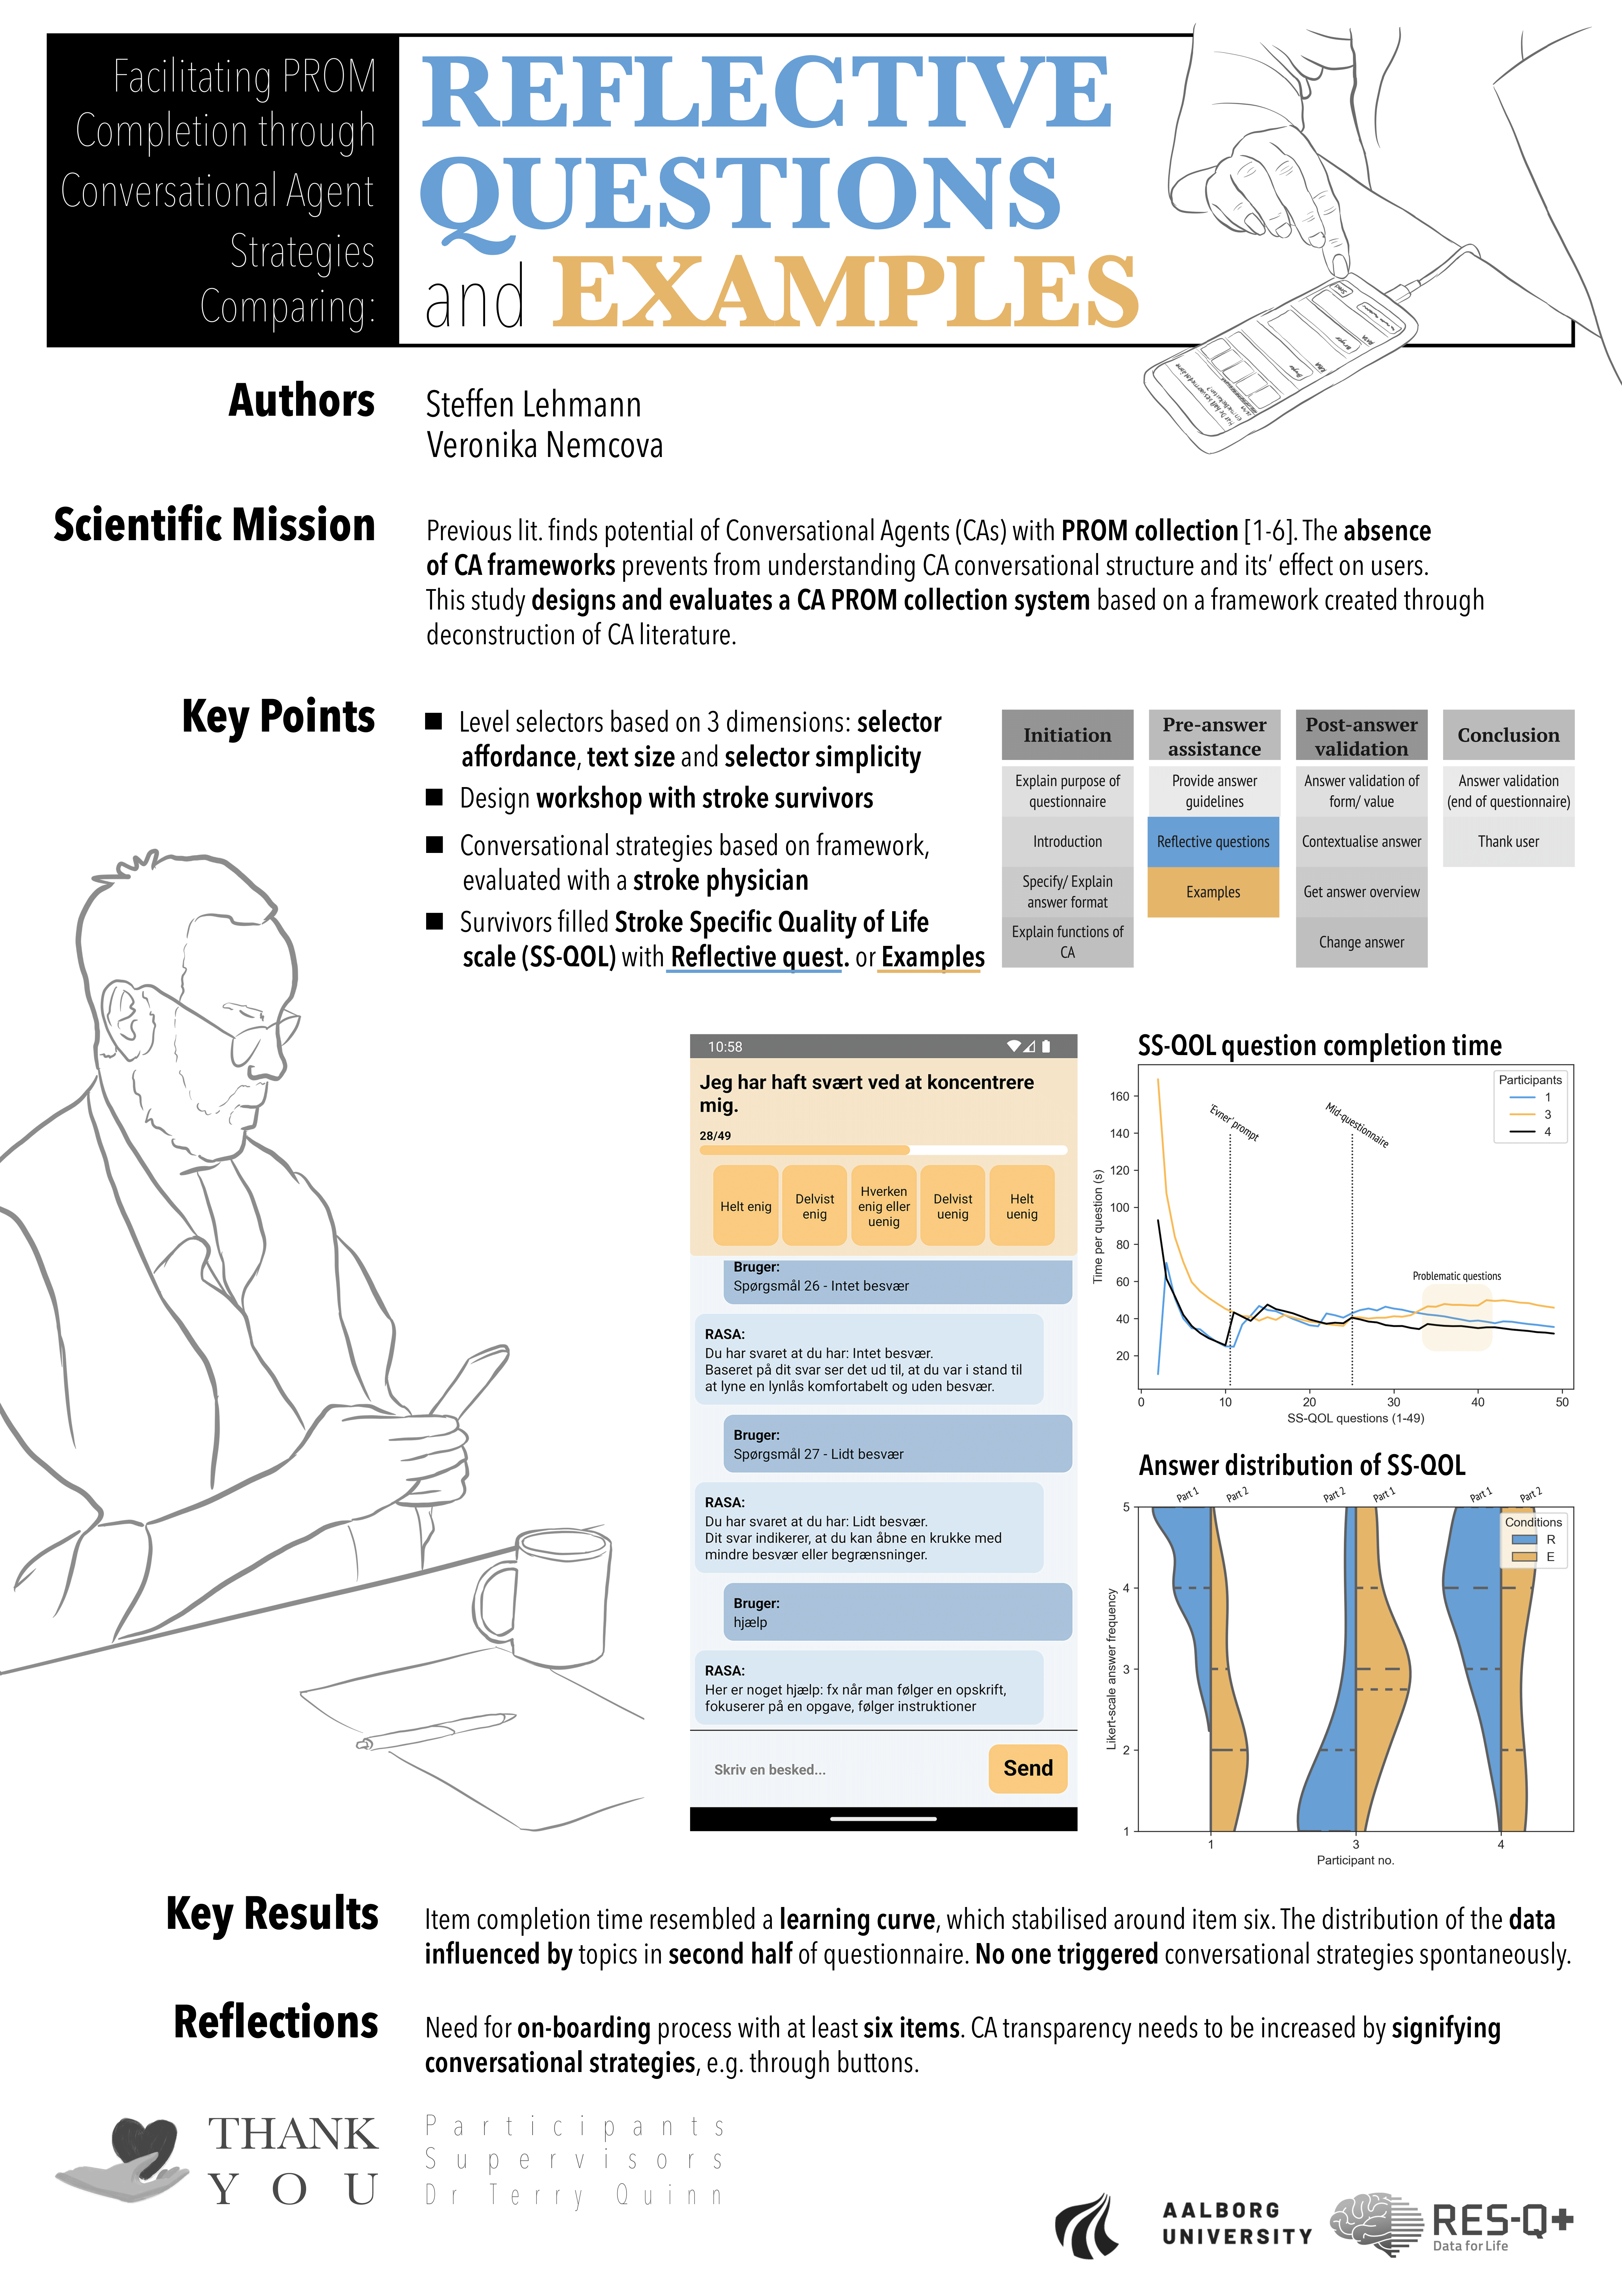 Facilitating PROM
Completion through
Conversational Agent
Strategies
Comparing:
REFLECTIVE
QUESTIONS
and EXAMPLES
Authors
Steffen Lehmann
Veronika Nemcova
Scientific Mission
Previous lit. finds potential of Conversational Agents (CAs) with PROM collection [1-6]. The absence
of CA frameworks prevents from understanding CA conversational structure and its’ effect on users.
This study designs and evaluates a CA PROM collection system based on a framework created through
deconstruction of CA literature.
Key Points
■ Level selectors based on 3 dimensions: selector
affordance, text size and selector simplicity
■ Design workshop with stroke survivors
■ Conversational strategies based on framework,
evaluated with a stroke physician
■ Survivors filled Stroke Specific Quality of Life
scale (SS-QOL) with Reflective quest. or Examples
Initiation
Explain purpose of
questionnaire
Introduction
Specify/ Explain
answer format
Explain functions of
CA
Pre-answer
assistance
Provide answer
guidelines
Reflective questions
Examples
Post-answer
validation
Answer validation of
form/ value
Contextualise answer
Get answer overview
Change answer
Conclusion
Answer validation
(end of questionnaire)
Thank user
10:58
Jeg har haft svært ved at koncentrere
mig.
28/49
Helt enig
Delvist
enig
Hverken
enig eller
uenig
Delvist
uenig
Helt
uenig
Bruger:
Spørgsmål 26 - Intet besvær
RASA:
Du har svaret at du har: Intet besvær.
Baseret på dit svar ser det ud til, at du var i stand til
at lyne en lynlås komfortabelt og uden besvær.
Bruger:
Spørgsmål 27 - Lidt besvær
RASA:
Du har svaret at du har: Lidt besvær.
Dit svar indikerer, at du kan åbne en krukke med
mindre besvær eller begrænsninger.
Bruger:
hjælp
RASA:
Her er noget hjælp: fx når man følger en opskrift,
fokuserer på en opgave, følger instruktioner
Skriv en besked...
Send
SS-QOL question completion time
Participants
1
3
4
'Evner' prompt
Mid-questionnaire
Problematic questions
Time per question (s)
160
140
120
100
80
60
40
20
0 10 20 30 40 50
SS-QOL questions (1-49)
Answer distribution of SS-QOL
Part 1 Part 2 Part 2 Part 1 Part 1 Part 2
Conditions
R
E
Likert-scale answer frequency
5
4
3
2
1
1 3 4
Participant no.
Key Results
Item completion time resembled a learning curve, which stabilised around item six. The distribution of the data
influenced by topics in second half of questionnaire. No one triggered conversational strategies spontaneously.
Reflections
Need for on-boarding process with at least six items. CA transparency needs to be increased by signifying
conversational strategies, e.g. through buttons.
THANK
YOU
Participants
Supervisors
Dr Terry Quinn
AALBORG
UNIVERSITY
RES-Q+
Data for Life